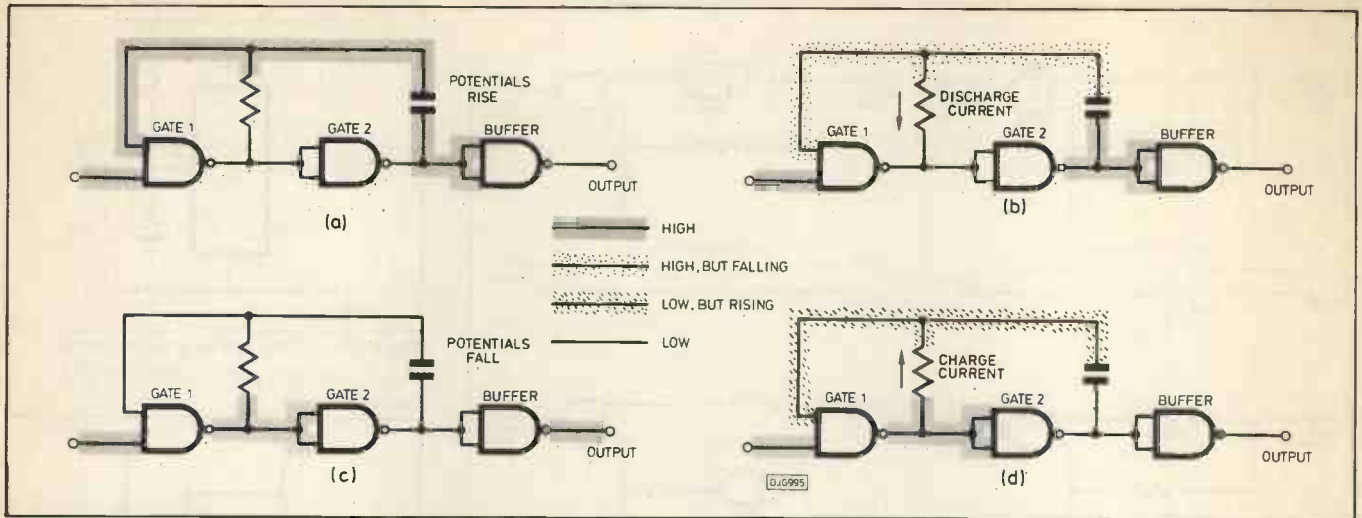 POTENTIALS
RISE
GATE 1
GATE 2
BUFFER
OUTPUT
(a)
DISCHARGE
CURRENT
GATE 1
GATE 2
BUFFER
OUTPUT
(b)
HIGH
HIGH, BUT FALLING
LOW, BUT RISING
LOW
POTENTIALS
FALL
GATE 1
GATE 2
BUFFER
OUTPUT
(c)
CHARGE
CURRENT
GATE 1
GATE 2
BUFFER
OUTPUT
(d)